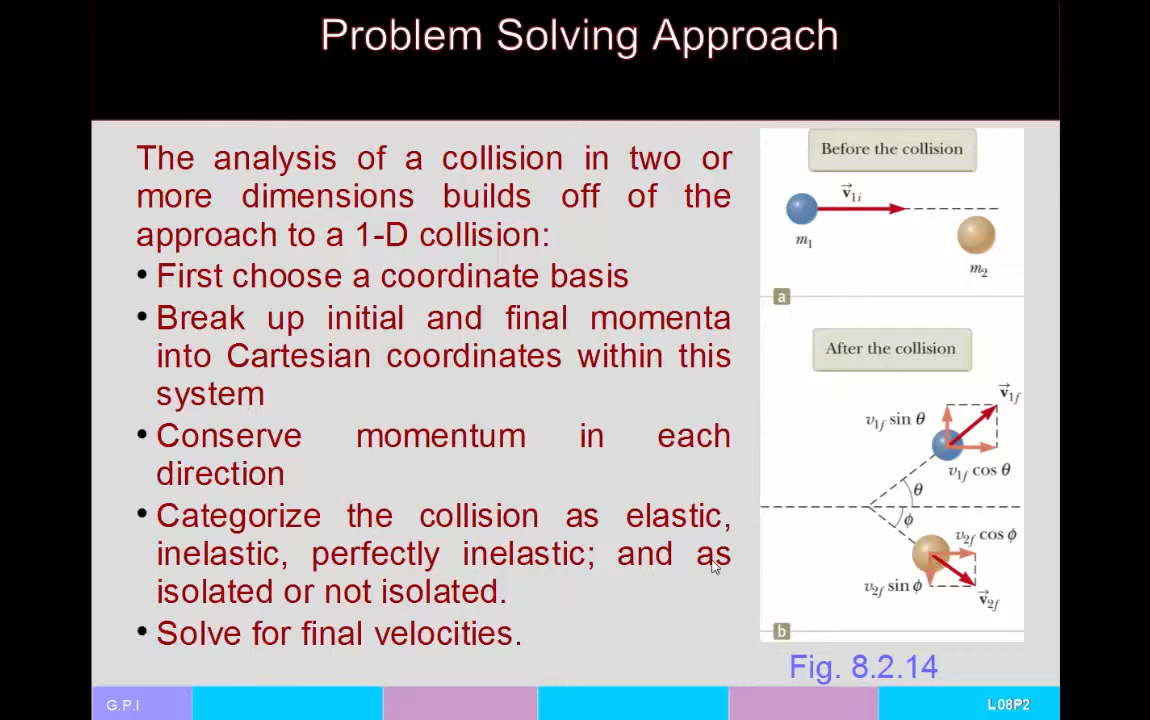 Problem Solving Approach
The analysis of a collision in two or
more dimensions builds off of the
approach to a 1-D collision:
• First choose a coordinate basis
• Break up initial and final momenta
into Cartesian coordinates within this
system
• Conserve momentum in each
direction
• Categorize the collision as elastic,
inelastic, perfectly inelastic; and as
isolated or not isolated.
• Solve for final velocities.
Before the collision
v⃗₁ᵢ
m₁
m₂
a
After the collision
v⃗1f
v1f sin θ
v1f cos θ
θ
ϕ
v2f cos ϕ
v2f sin ϕ
v⃗2f
b
Fig. 8.2.14
G.P.I
L08P2